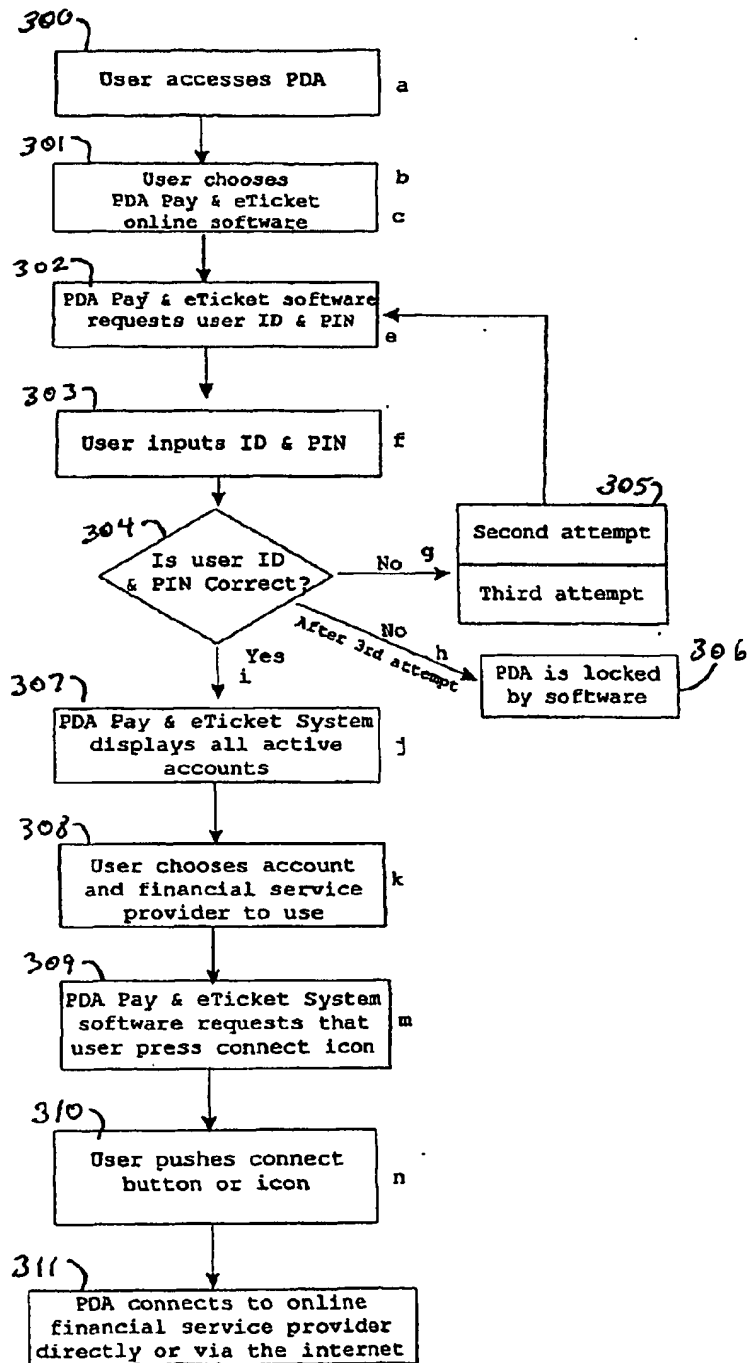 300
User accesses PDA
a
301
User chooses
PDA Pay & eTicket
online software
b
c
302
PDA Pay & eTicket software
requests user ID & PIN
e
303
User inputs ID & PIN
f
304
Is user ID
& PIN Correct?
No
g
305
Second attempt
Third attempt
No
h
After 3rd attempt
306
PDA is locked
by software
Yes
i
307
PDA Pay & eTicket System
displays all active
accounts
j
308
User chooses account
and financial service
provider to use
k
309
PDA Pay & eTicket System
software requests that
user press connect icon
m
310
User pushes connect
button or icon
n
311
PDA connects to online
financial service provider
directly or via the internet